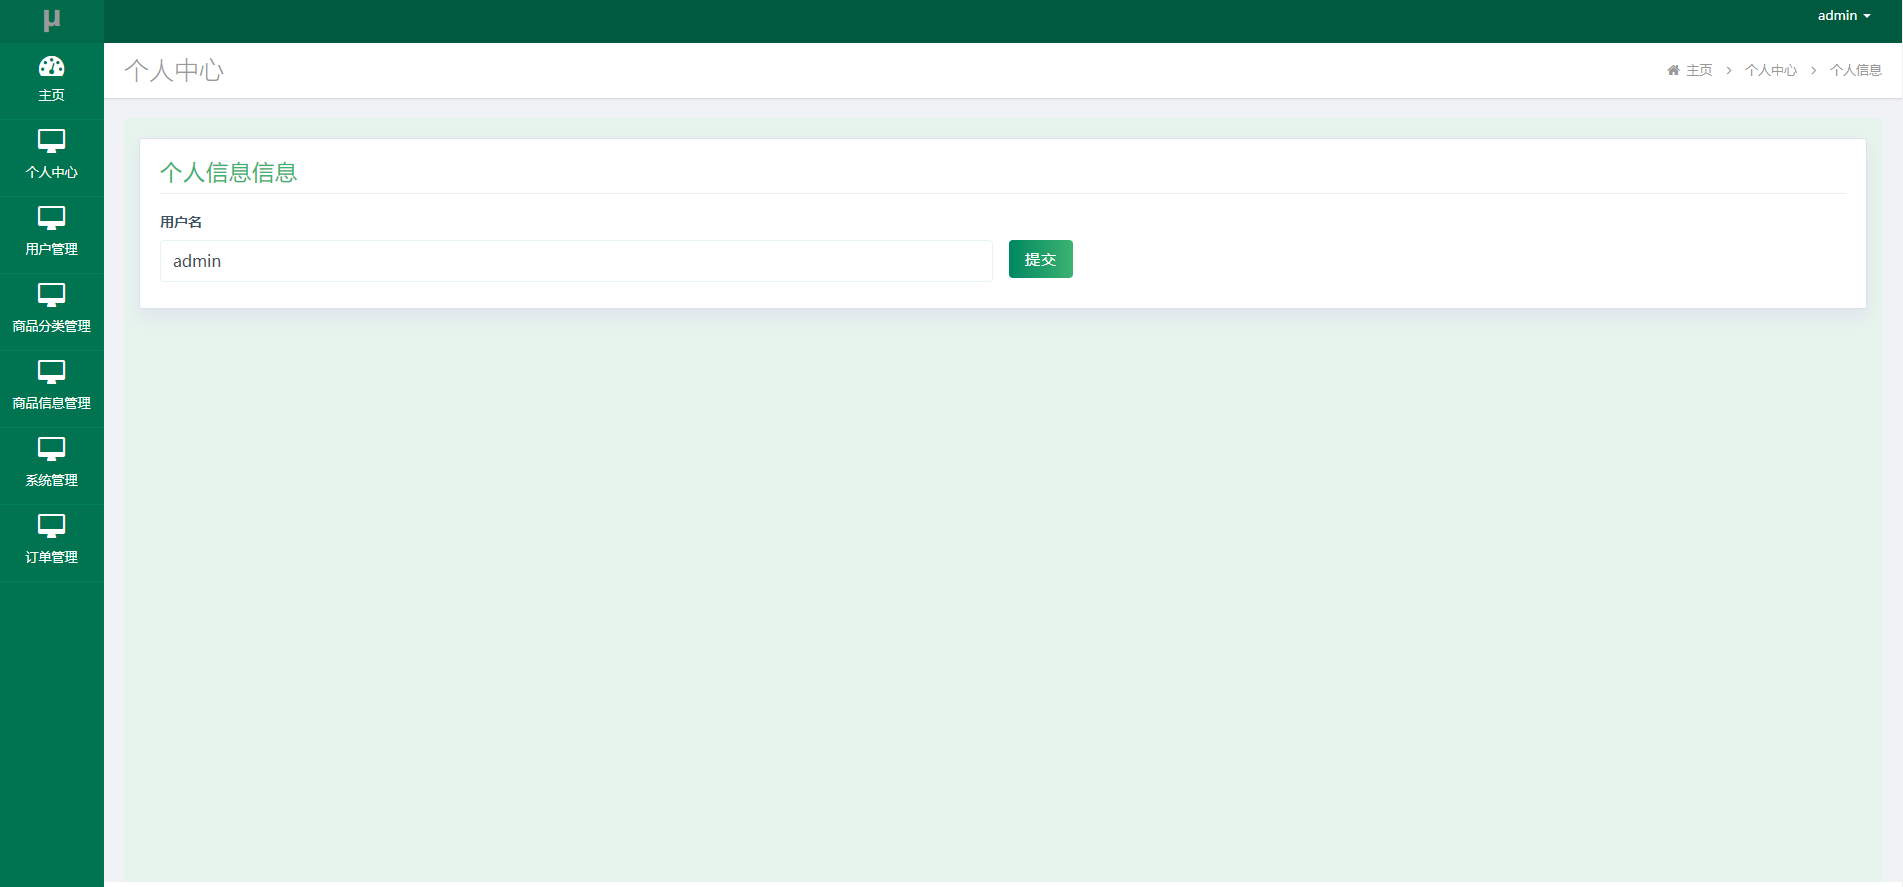 μ
admin
主页
个人中心
用户管理
商品分类管理
商品信息管理
系统管理
订单管理
个人中心
主页 > 个人中心 > 个人信息
个人信息信息
用户名
admin
提交